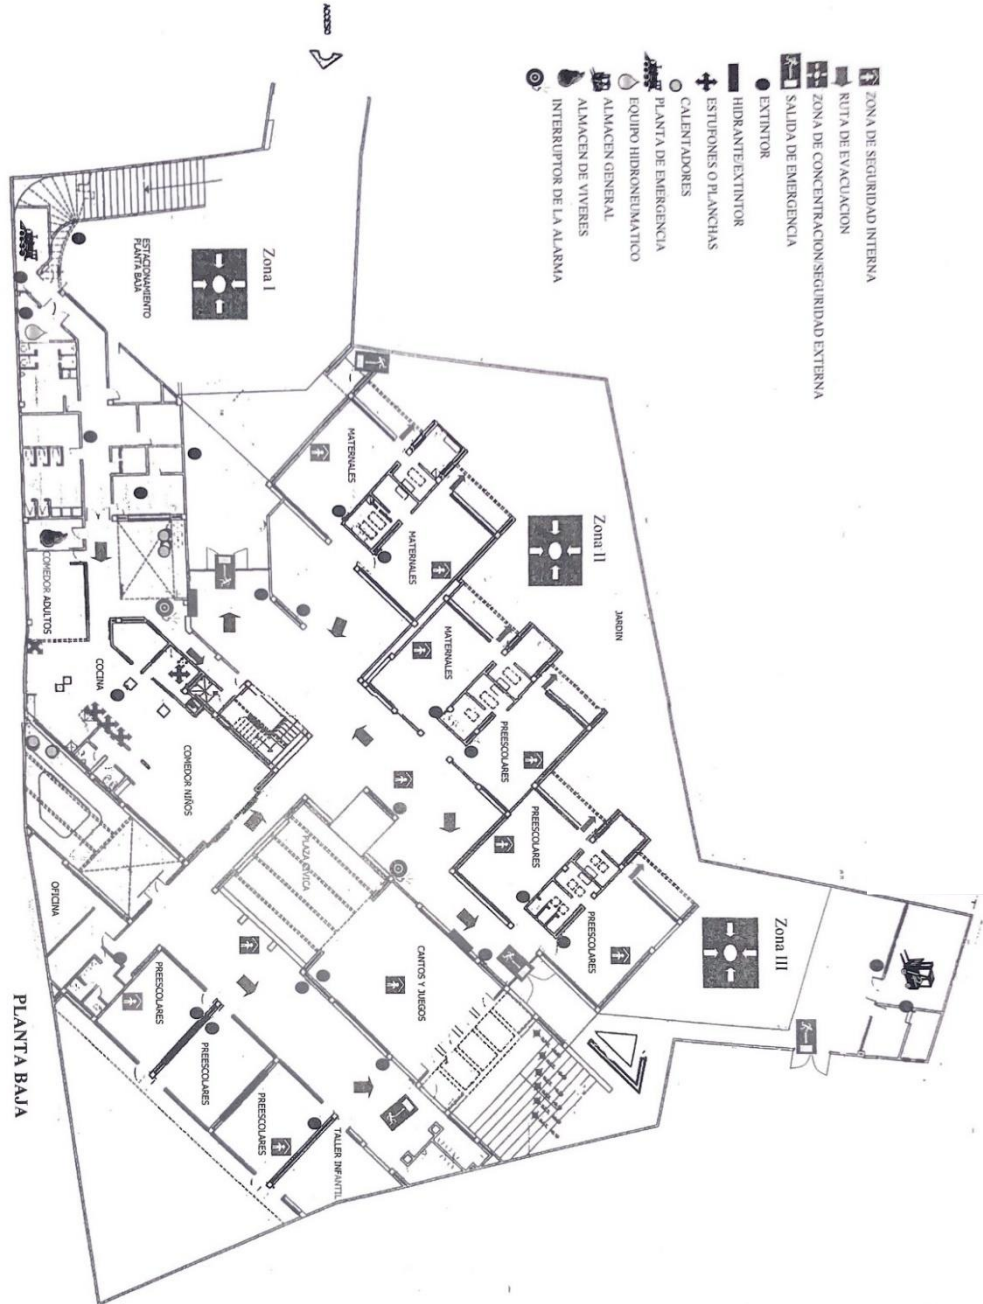 ACCESO
ZONA DE SEGURIDAD INTERNA
RUTA DE EVACUACION
ZONA DE CONCENTRACION/SEGURIDAD EXTERNA
SALIDA DE EMERGENCIA
EXTINTOR
HIDRANTE/EXTINTOR
ESTUFONES O PLANCHAS
CALENTADORES
PLANTA DE EMERGENCIA
EQUIPO HIDRONEUMATICO
ALMACEN GENERAL
ALMACEN DE VIVERES
INTERRUPTOR DE LA ALARMA
Zona III
Zona II
Zona I
JARDIN
ESTACIONAMIENTO
PLANTA BAJA
MATERNALES
MATERNALES
MATERNALES
PREESCOLARES
PREESCOLARES
PREESCOLARES
COMEDOR ADULTOS
COCINA
COMEDOR NIÑOS
PLAZA CIVICA
CANTOS Y JUEGOS
OFICINA
PREESCOLARES
PREESCOLARES
PREESCOLARES
TALLER INFANTIL
PLANTA BAJA